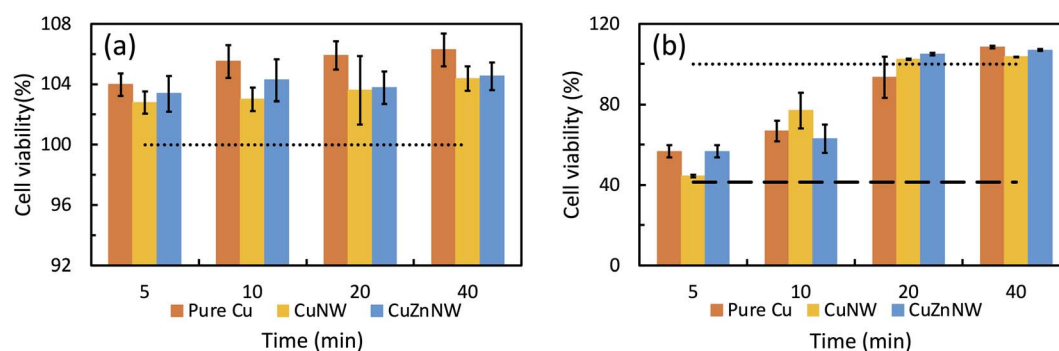 (a)
Cell viability(%)
108
104
100
96
92
5 10 20 40
Pure Cu CuNW CuZnNW
Time (min)
(b)
Cell viability (%)
120
80
40
0
5 10 20 40
Pure Cu CuNW CuZnNW
Time (min)